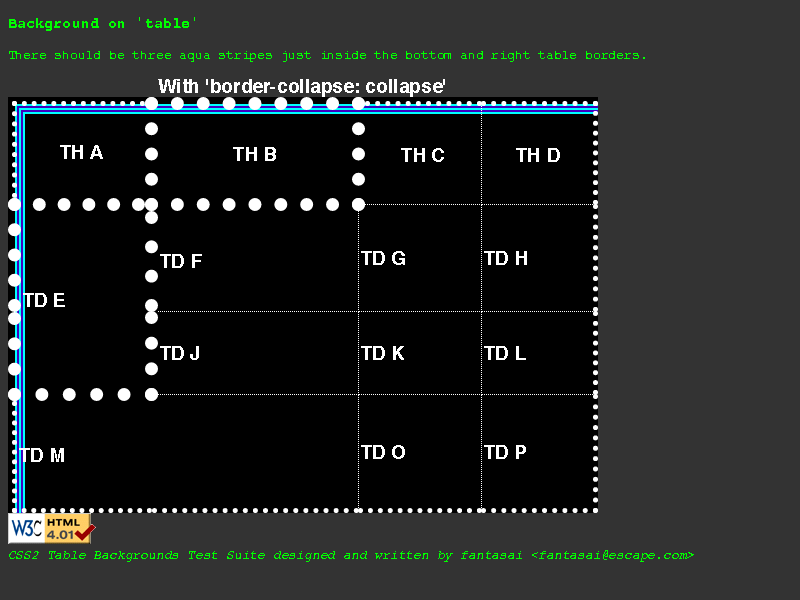 Background on 'table'
There should be three aqua stripes just inside the bottom and right table borders.
With 'border-collapse: collapse'
TH A TH B TH C TH D
TD E TD F TD G TD H
TD J TD K TD L
TD M TD O TD P
W3C HTML 4.01
CSS2 Table Backgrounds Test Suite designed and written by fantasai <fantasai@escape.com>